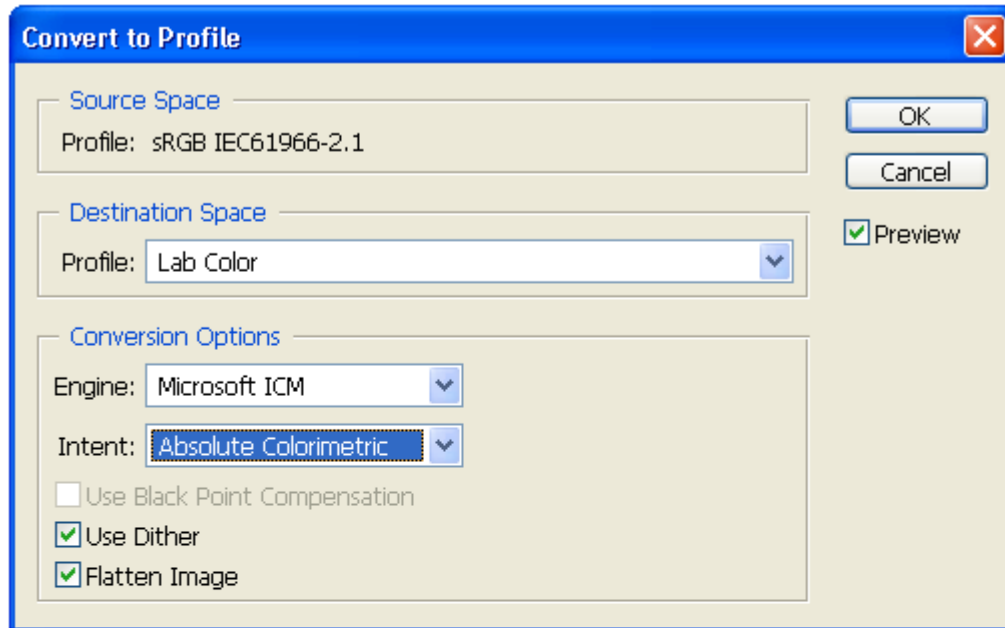 Convert to Profile
Source Space
Profile: sRGB IEC61966-2.1
OK
Cancel
Preview
Destination Space
Profile: Lab Color
Conversion Options
Engine: Microsoft ICM
Intent: Absolute Colorimetric
Use Black Point Compensation
Use Dither
Flatten Image